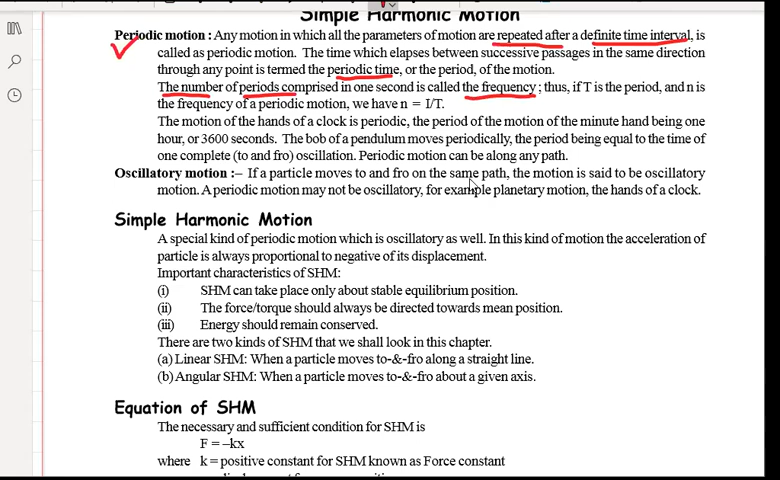 Simple Harmonic Motion
Periodic motion : Any motion in which all the parameters of motion are repeated after a definite time interval, is
called as periodic motion. The time which elapses between successive passages in the same direction
through any point is termed the periodic time, or the period, of the motion.
The number of periods comprised in one second is called the frequency ; thus, if T is the period, and n is
the frequency of a periodic motion, we have n = I/T.
The motion of the hands of a clock is periodic, the period of the motion of the minute hand being one
hour, or 3600 seconds. The bob of a pendulum moves periodically, the period being equal to the time of
one complete (to and fro) oscillation. Periodic motion can be along any path.
Oscillatory motion :– If a particle moves to and fro on the same path, the motion is said to be oscillatory
motion. A periodic motion may not be oscillatory, for example planetary motion, the hands of a clock.
Simple Harmonic Motion
A special kind of periodic motion which is oscillatory as well. In this kind of motion the acceleration of
particle is always proportional to negative of its displacement.
Important characteristics of SHM:
(i) SHM can take place only about stable equilibrium position.
(ii) The force/torque should always be directed towards mean position.
(iii) Energy should remain conserved.
There are two kinds of SHM that we shall look in this chapter.
(a) Linear SHM: When a particle moves to-&-fro along a straight line.
(b) Angular SHM: When a particle moves to-&-fro about a given axis.
Equation of SHM
The necessary and sufficient condition for SHM is
F = –kx
where k = positive constant for SHM known as Force constant